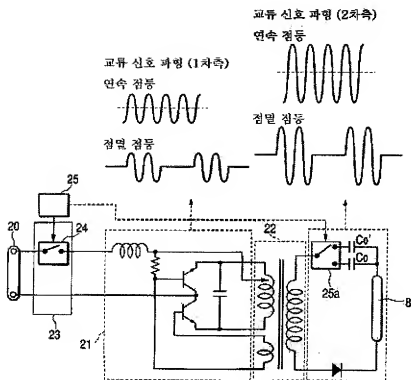 교류 신호 파형 (2차측)
연속 점등
교류 신호 파형 (1차측)
연속 점등
점멸 점등
점멸 점등
25
20
24
22
Co'
Co
25a
8
23
21